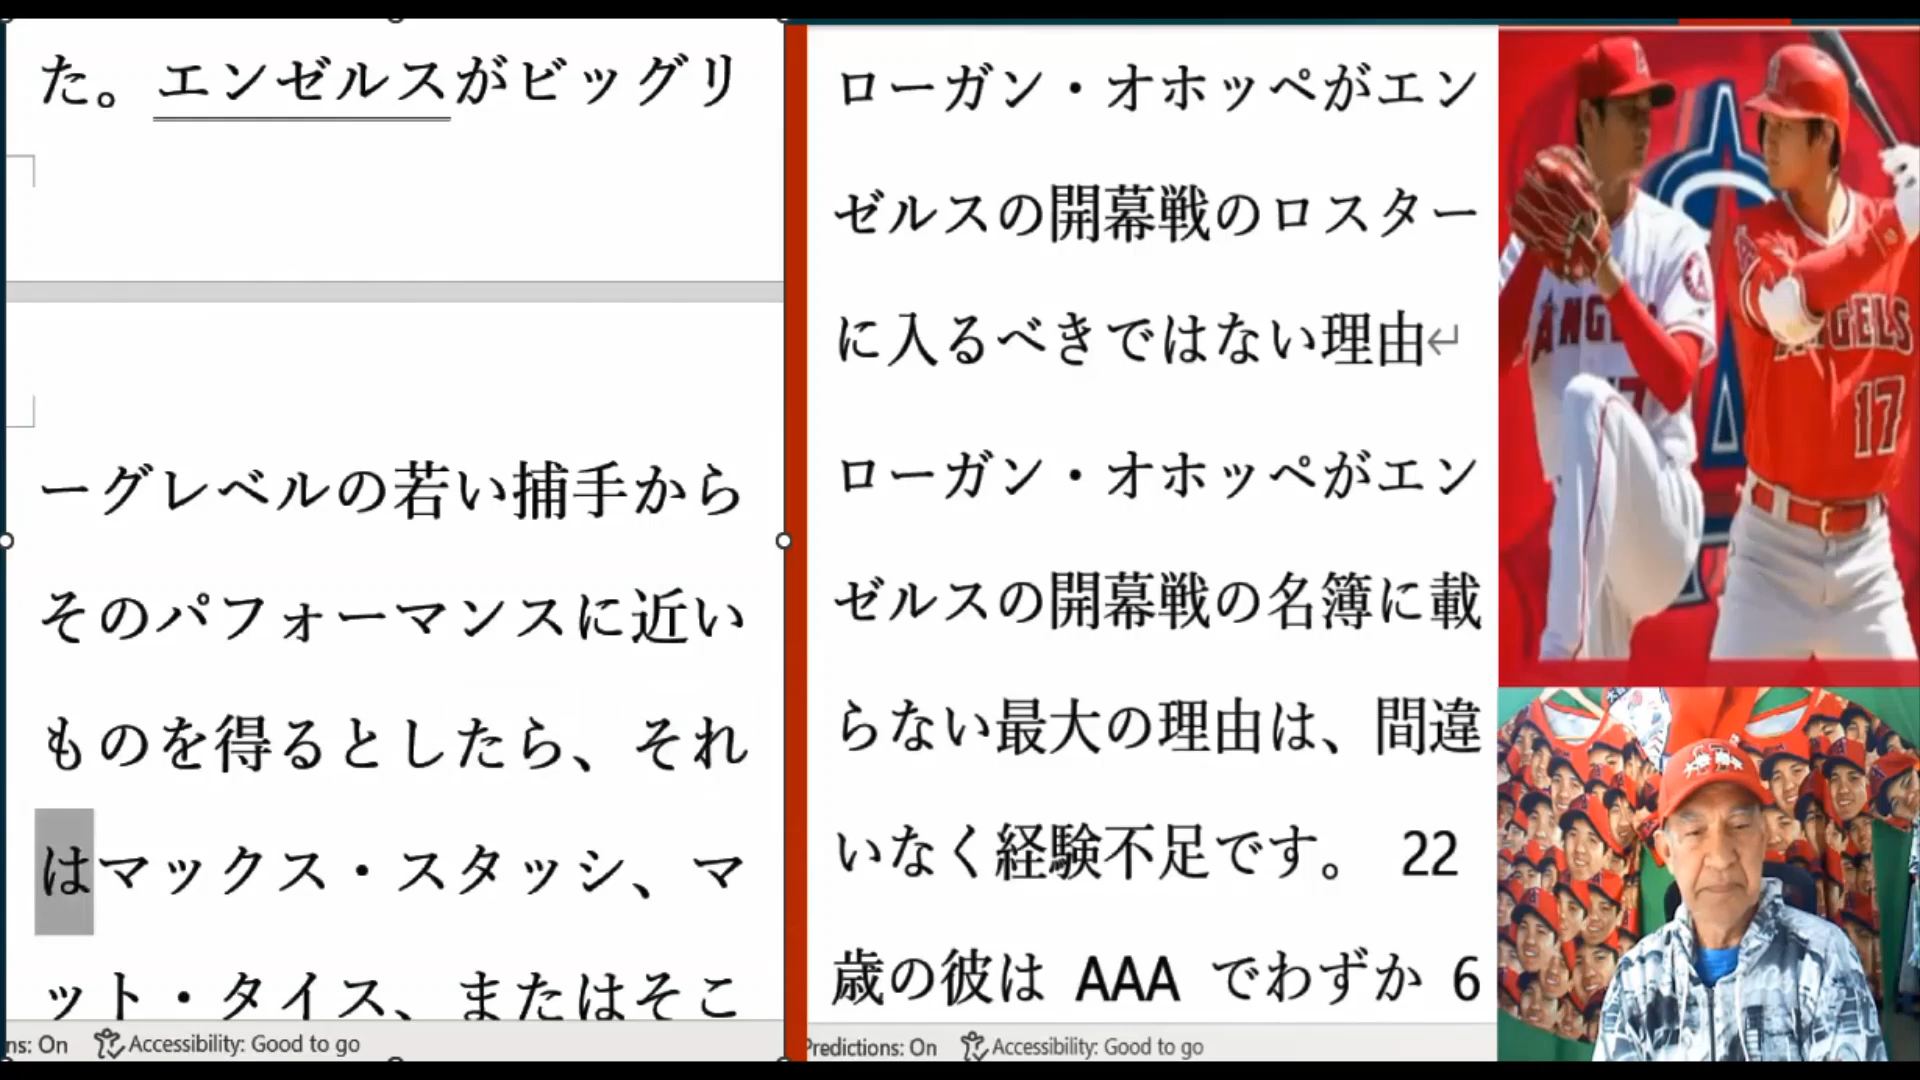 た。エンゼルスがビッグリ
ーグレベルの若い捕手から
そのパフォーマンスに近い
ものを得るとしたら、それ
はマックス・スタッシ、マ
ット・タイス、またはそこ
ns: On Accessibility: Good to go
ローガン・オホッペがエン
ゼルスの開幕戦のロスター
に入るべきではない理由↵
ローガン・オホッペがエン
ゼルスの開幕戦の名簿に載
らない最大の理由は、間違
いなく経験不足です。 22
歳の彼は AAA でわずか 6
Predictions: On Accessibility: Good to go
ANGELS
17